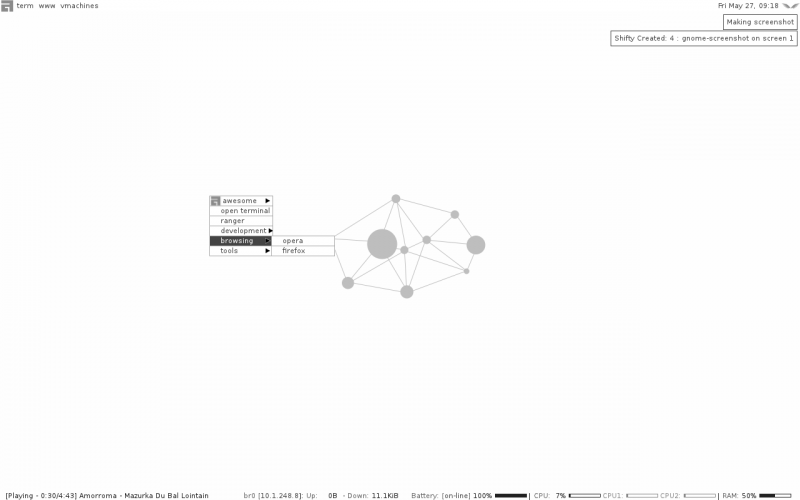 term www vmachines
Fri May 27, 09:18
Making screenshot
Shifty Created: 4 : gnome-screenshot on screen 1
awesome
open terminal
ranger
development
browsing
opera
tools
firefox
[Playing - 0:30/4:43] Amorroma - Mazurka Du Bal Lointain
br0 [10.1.248.8]: Up: 0B - Down: 11.1KiB
Battery: [on-line] 100%
CPU: 7%
CPU1:
CPU2:
RAM: 50%